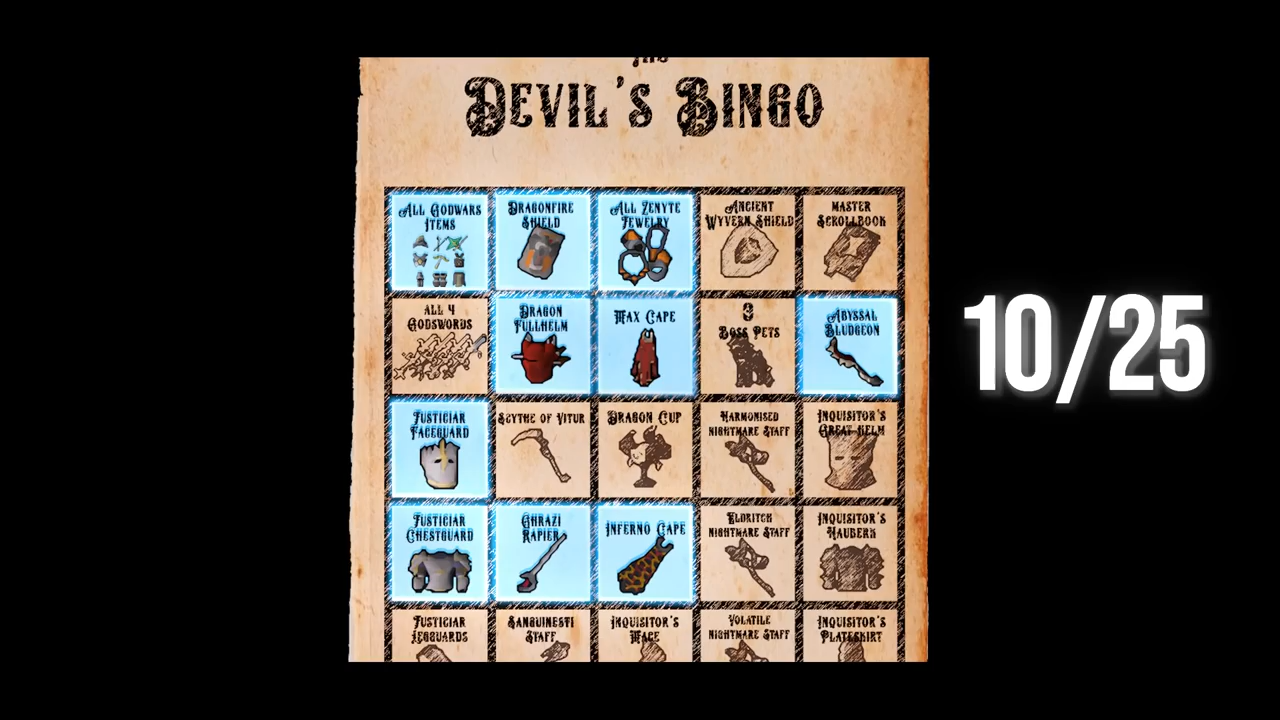 The
Devil's Bingo
All Godwars
Items
Dragonfire
Shield
All Zenyte
Jewelry
Ancient
Wyvern Shield
Master
Scrollbook
All 4
Godswords
Dragon
Fullhelm
Max Cape
Boss Pets
Abyssal
Bludgeon
10/25
Justiciar
Faceguard
Scythe of Vitur
Dragon Cup
Harmonised
Nightmare Staff
Inquisitor's
Great Helm
Justiciar
Chestguard
Ghrazi
Rapier
Inferno Cape
Eldritch
Nightmare Staff
Inquisitor's
Hauberk
Justiciar
Legguards
Sanguinesti
Staff
Inquisitor's
Mace
Volatile
Nightmare Staff
Inquisitor's
Plateskirt